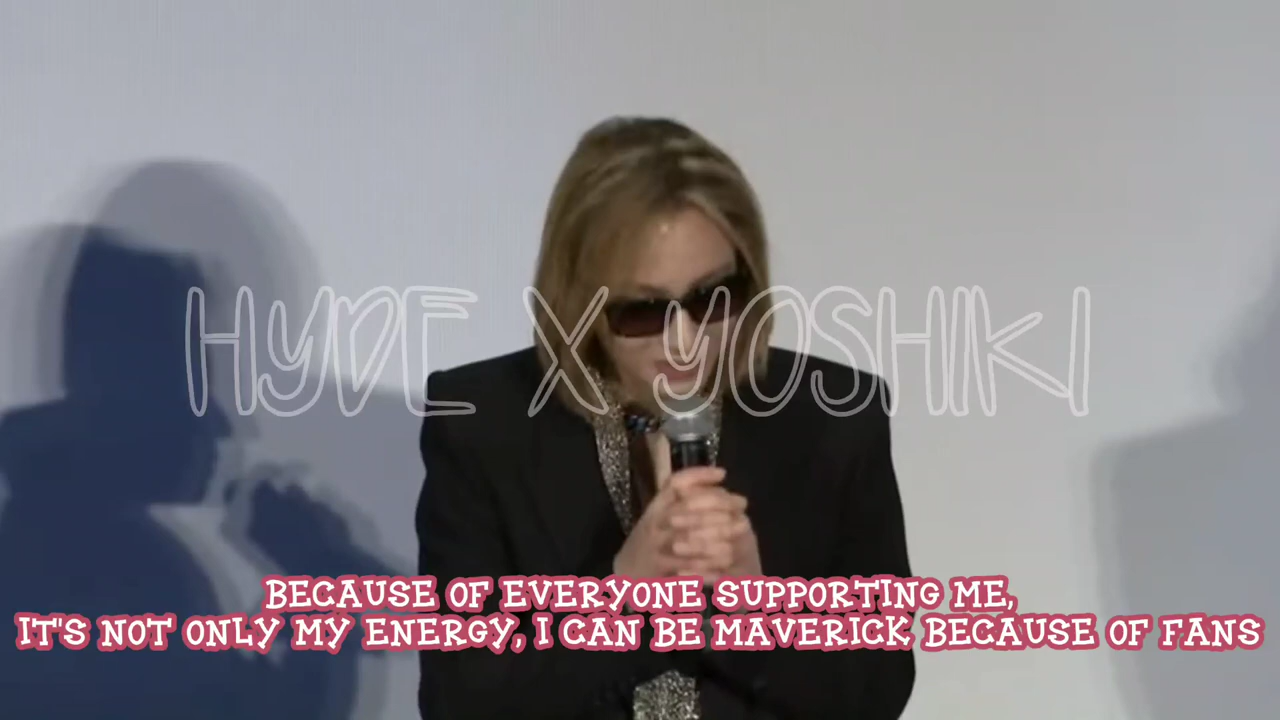 HYDE X YOSHIKI
BECAUSE OF EVERYONE SUPPORTING ME,
IT'S NOT ONLY MY ENERGY, I CAN BE MAVERICK BECAUSE OF FANS